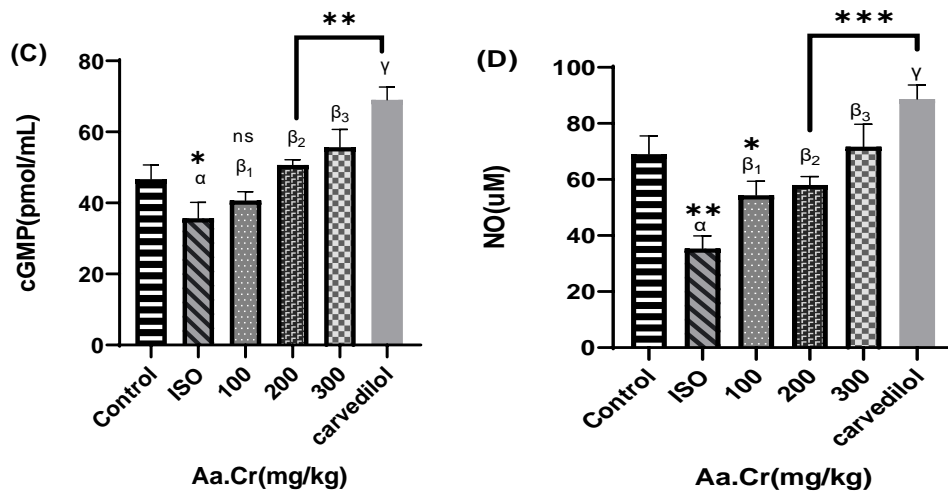 (C)
cGMP(pmol/mL)
80
60
40
20
0
*
α
ns
β₁
β₂
β₃
γ
**
Control
ISO
100
200
300
carvedilol
Aa.Cr(mg/kg)
(D)
NO(uM)
100
80
60
40
20
0
**
α
*
β₁
β₂
β₃
γ
***
Control
ISO
100
200
300
carvedilol
Aa.Cr(mg/kg)